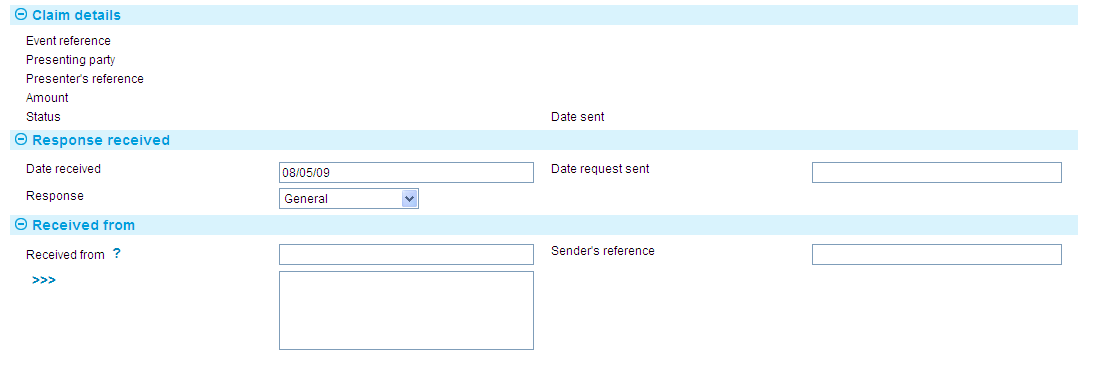 Claim details
Event reference
Presenting party
Presenter's reference
Amount
Status Date sent
Response received
Date received 08/05/09 Date request sent
Response General
Received from
Received from ? Sender's reference
>>>